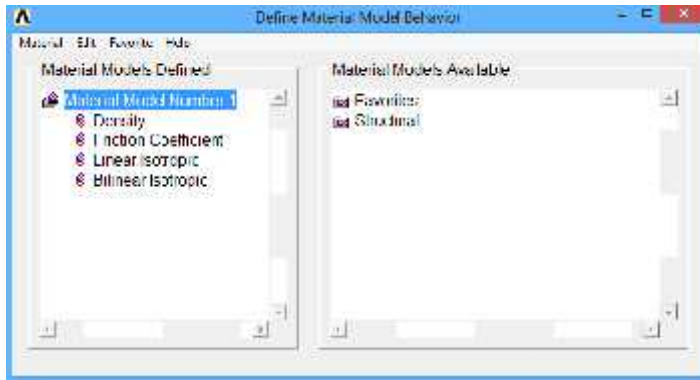 Define Material Model Behavior
Material Edit Favorite Help
Material Models Defined
Material Model Number 1
Density
Friction Coefficient
Linear Isotropic
Bilinear Isotropic
Material Models Available
Favorites
Structural